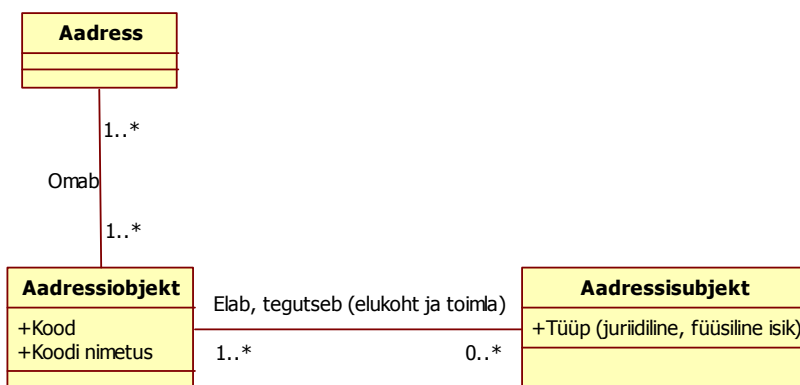 Aadress
1..*
Omab
1..*
Aadressiobjekt
+Kood
+Koodi nimetus
Elab, tegutseb (elukoht ja toimla)
1..*
0..*
Aadressisubjekt
+Tüüp (juriidiline, füüsiline isik)